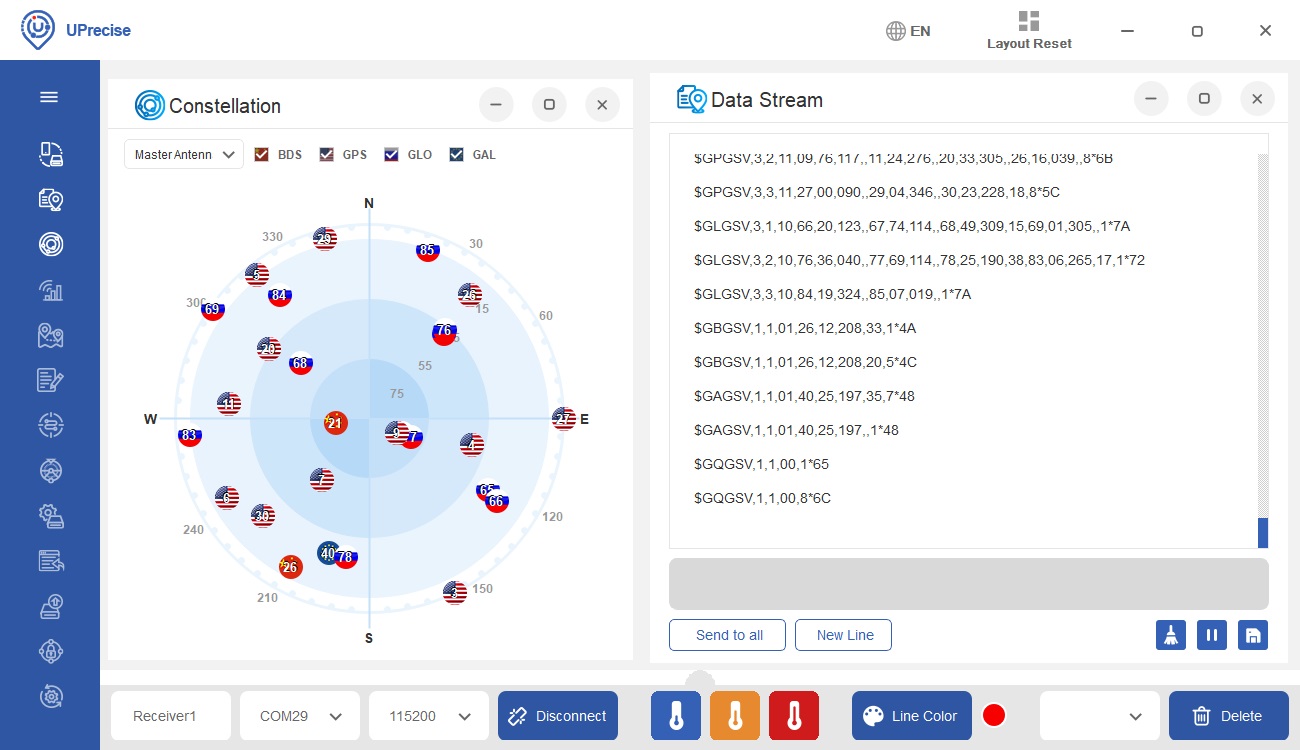 UPrecise
EN
Layout Reset
Constellation
Master Antenn
BDS
GPS
GLO
GAL
N
330
29
85
30
5
84
26
15
69
60
76
20
68
55
75
11
W
21
27
E
83
9
4
7
65
66
6
30
120
240
40
78
26
3
150
210
S
Data Stream
$GPGSV,3,2,11,09,76,117,,11,24,276,,20,33,305,,26,16,039,,8*6B
$GPGSV,3,3,11,27,00,090,,29,04,346,,30,23,228,18,8*5C
$GLGSV,3,1,10,66,20,123,,67,74,114,,68,49,309,15,69,01,305,,1*7A
$GLGSV,3,2,10,76,36,040,,77,69,114,,78,25,190,38,83,06,265,17,1*72
$GLGSV,3,3,10,84,19,324,,85,07,019,,1*7A
$GBGSV,1,1,01,26,12,208,33,1*4A
$GBGSV,1,1,01,26,12,208,20,5*4C
$GAGSV,1,1,01,40,25,197,35,7*48
$GAGSV,1,1,01,40,25,197,,1*48
$GQGSV,1,1,00,1*65
$GQGSV,1,1,00,8*6C
Send to all
New Line
Receiver1
COM29
115200
Disconnect
Line Color
Delete